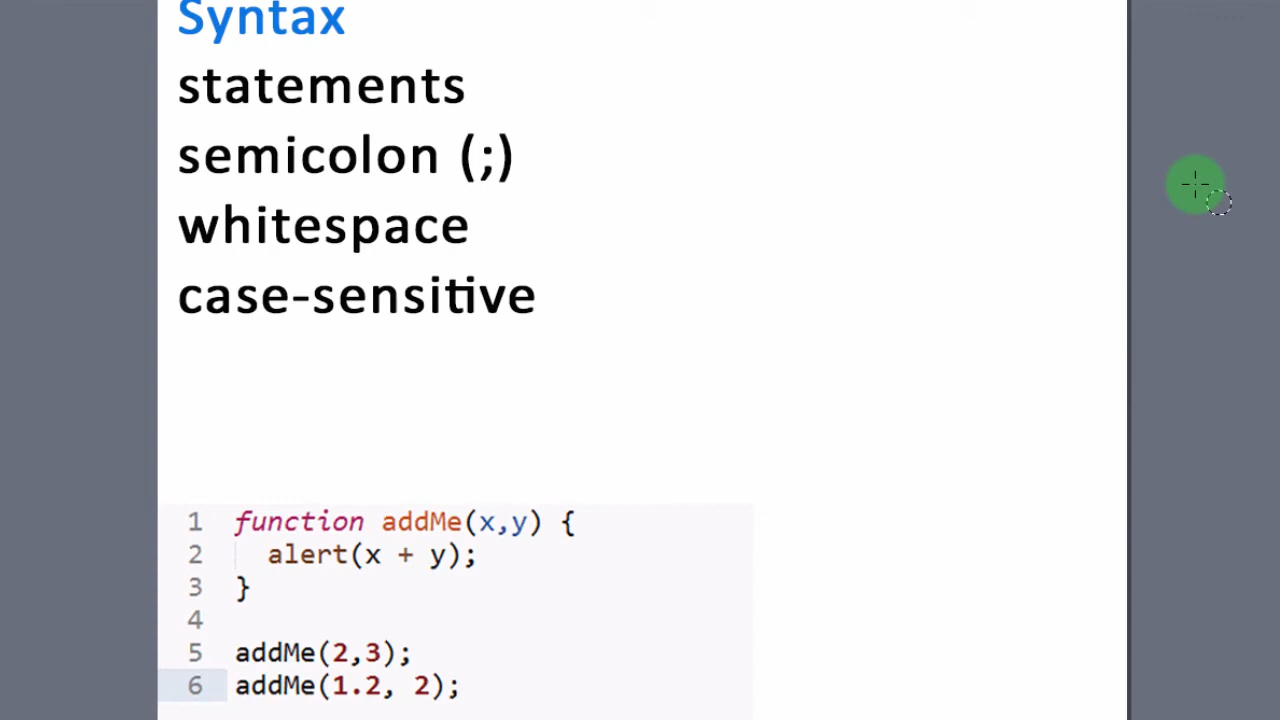 Syntax
statements
semicolon (;)
whitespace
case-sensitive
1 function addMe(x,y) {
2 alert(x + y);
3 }
4
5 addMe(2,3);
6 addMe(1.2, 2);